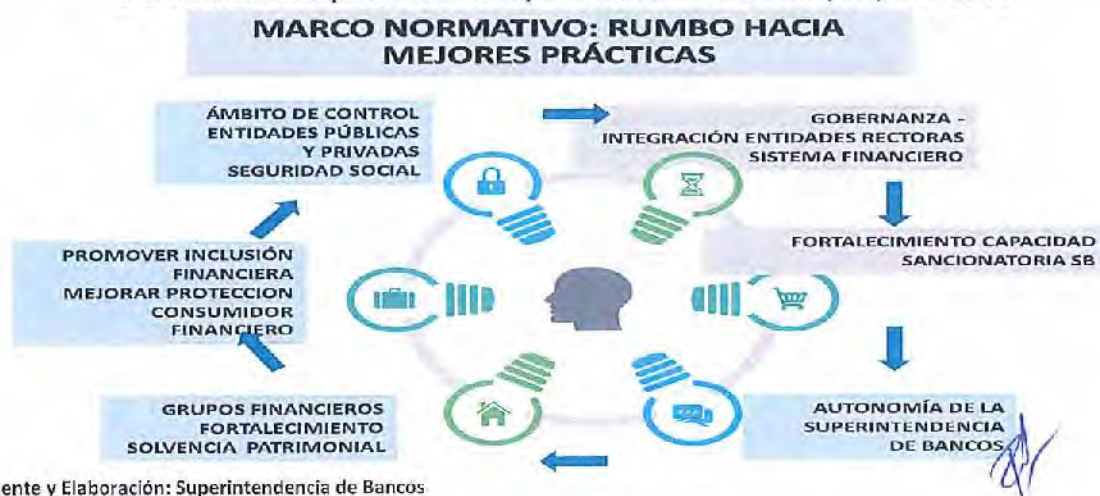 MARCO NORMATIVO: RUMBO HACIA
MEJORES PRÁCTICAS
ÁMBITO DE CONTROL
ENTIDADES PÚBLICAS
Y PRIVADAS
SEGURIDAD SOCIAL
GOBERNANZA -
INTEGRACIÓN ENTIDADES RECTORAS
SISTEMA FINANCIERO
FORTALECIMIENTO CAPACIDAD
SANCIONATORIA SB
AUTONOMÍA DE LA
SUPERINTENDENCIA
DE BANCOS
GRUPOS FINANCIEROS
FORTALECIMIENTO
SOLVENCIA PATRIMONIAL
PROMOVER INCLUSIÓN
FINANCIERA
MEJORAR PROTECCION
CONSUMIDOR
FINANCIERO
ente y Elaboración: Superintendencia de Bancos